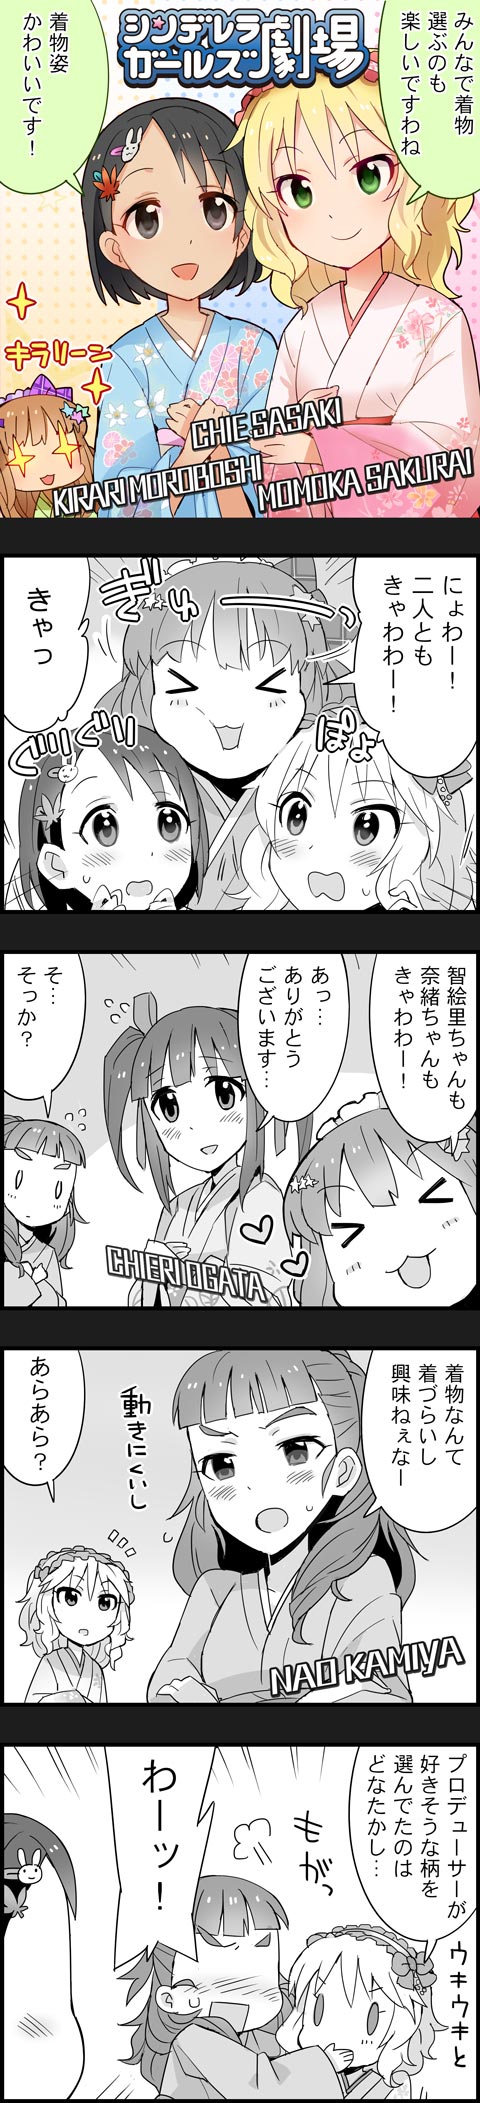 シンデレラ
ガールズ劇場
みんなで着物
選ぶのも
楽しいですわね
着物姿
かわいいです！
キラリーン
CHIE SASAKI
KIRARI MOROBOSHI
MOMOKA SAKURAI
にょわー！
二人とも
きゃわわー！
ぎゅーっ
きゃっ
ぽよ
ぐりぐり
智絵里ちゃんも
奈緒ちゃんも
きゃわわー！
あっ…
ありがとう
ございます…
そ…
そっか？
CHIERI OGATA
着物なんて
着づらいし
興味ねぇなー
動きにくいし
あらあら？
NAO KAMIYA
プロデューサーが
好きそうな柄を
選んでたのは
どなたかし…
ウキウキと
もがっ
わーッ！